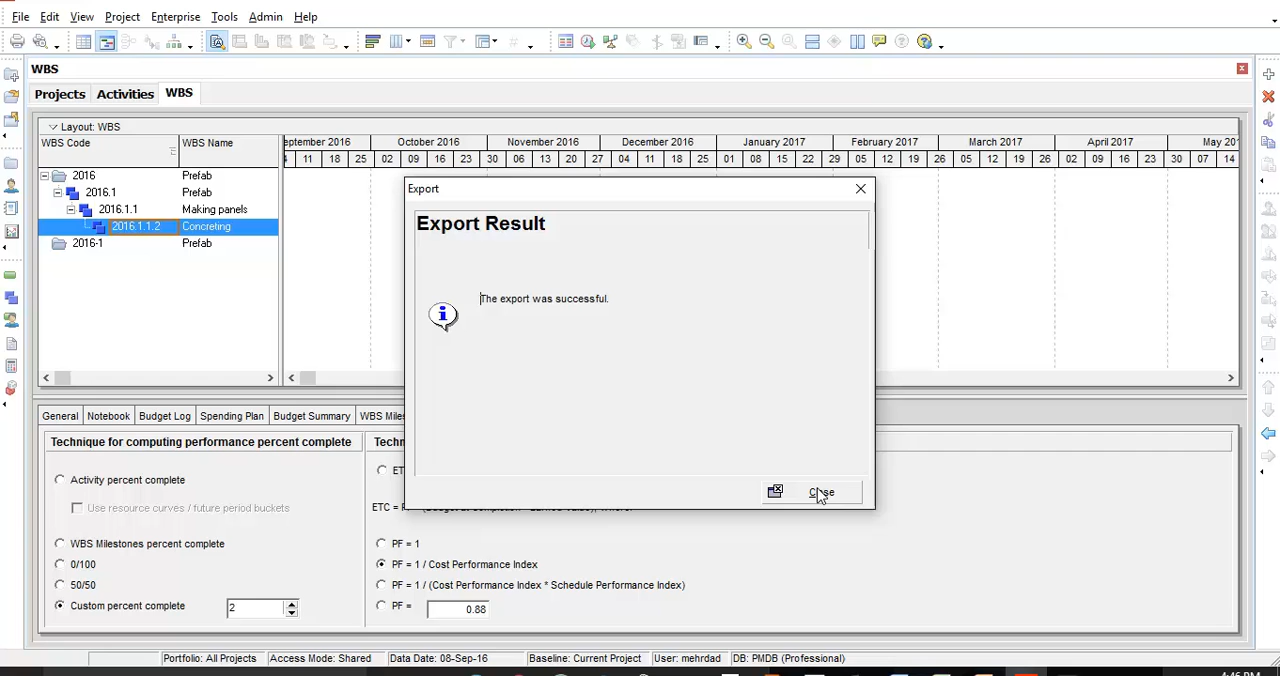 File Edit View Project Enterprise Tools Admin Help
WBS
Projects Activities WBS
Layout: WBS
WBS Code WBS Name
eptember 2016 October 2016 November 2016 December 2016 January 2017 February 2017 March 2017 April 2017 May 201
11 18 25 02 09 16 23 30 06 13 20 27 04 11 18 25 01 08 15 22 29 05 12 19 26 05 12 19 26 02 09 16 23 30 07 14
2016 Prefab
2016.1 Prefab
2016.1.1 Making panels
2016.1.1.2 Concreting
2016-1 Prefab
Export
Export Result
The export was successful.
Close
General Notebook Budget Log Spending Plan Budget Summary WBS Miles
Technique for computing performance percent complete
Activity percent complete
Use resource curves / future period buckets
WBS Milestones percent complete
0/100
50/50
Custom percent complete 2
Techn
ET
ETC =
PF = 1
PF = 1 / Cost Performance Index
PF = 1 / (Cost Performance Index * Schedule Performance Index)
PF = 0.88
Portfolio: All Projects Access Mode: Shared Data Date: 08-Sep-16 Baseline: Current Project User: mehrdad DB: PMDB (Professional)
4:46 PM